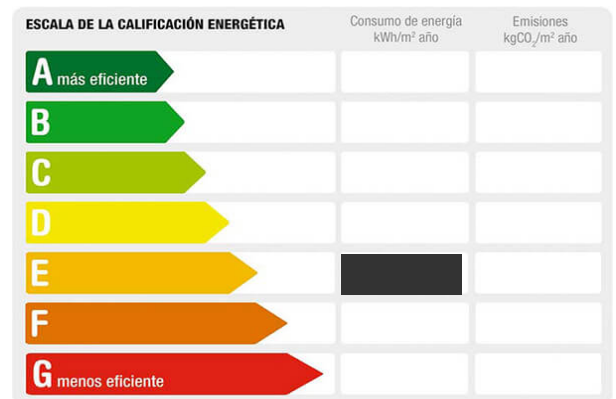 ESCALA DE LA CALIFICACIÓN ENERGÉTICA
Consumo de energía
kWh/m² año
Emisiones
kgCO₂/m² año
A más eficiente
B
C
D
E
F
G menos eficiente